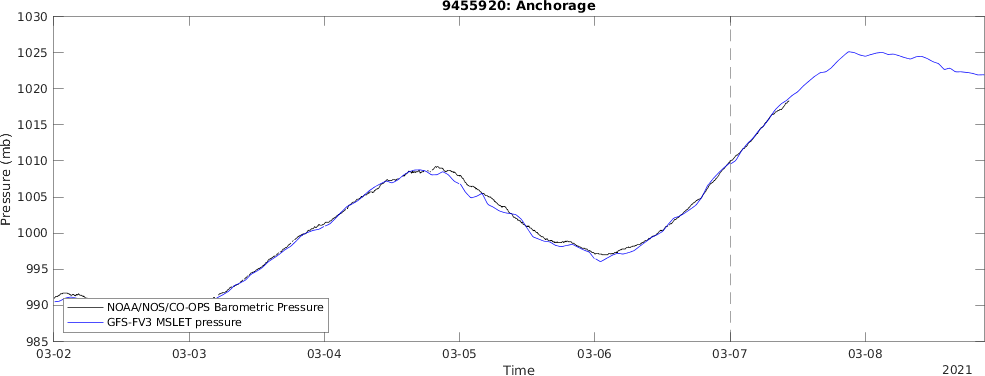 9455920: Anchorage
1030
1025
1020
1015
1010
1005
1000
995
990
985
Pressure (mb)
NOAA/NOS/CO-OPS Barometric Pressure
GFS-FV3 MSLET pressure
03-02 03-03 03-04 03-05 03-06 03-07 03-08
Time
2021